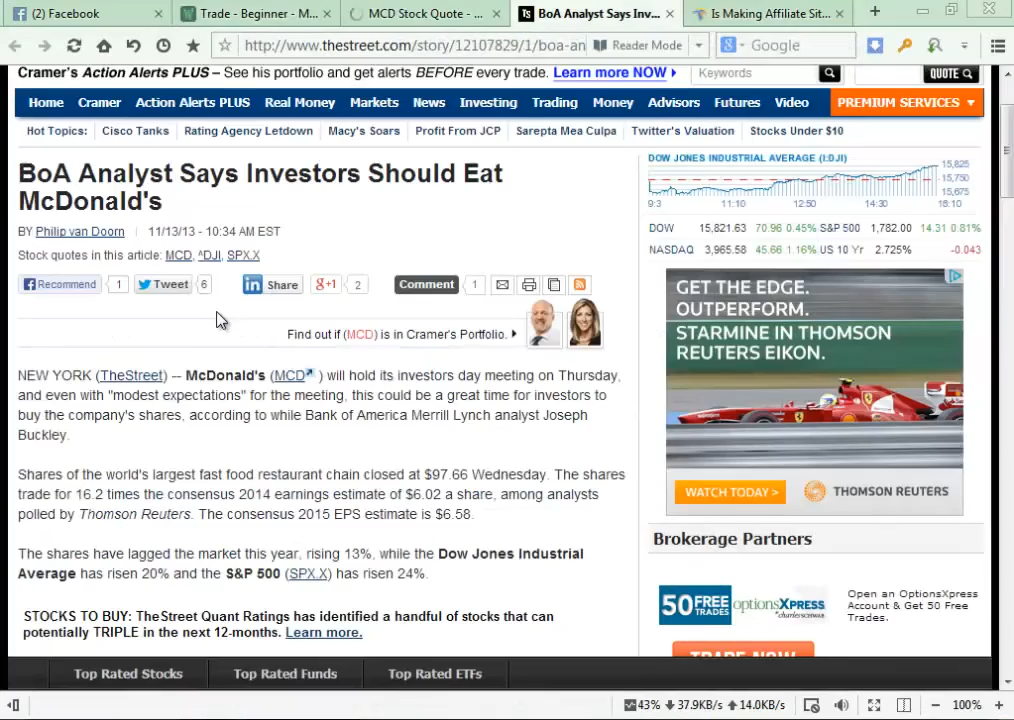 (2) Facebook
Trade - Beginner - M...
MCD Stock Quote - ...
Ts BoA Analyst Says Inv...
Is Making Affiliate Sit...
http://www.thestreet.com/story/12107829/1/boa-an
Reader Mode
Google
Cramer's Action Alerts PLUS – See his portfolio and get alerts BEFORE every trade. Learn more NOW
Keywords
QUOTE
Home Cramer Action Alerts PLUS Real Money Markets News Investing Trading Money Advisors Futures Video PREMIUM SERVICES
Hot Topics: Cisco Tanks Rating Agency Letdown Macy's Soars Profit From JCP Sarepta Mea Culpa Twitter's Valuation Stocks Under $10
BoA Analyst Says Investors Should Eat
McDonald's
BY Philip van Doorn 11/13/13 - 10:34 AM EST
Stock quotes in this article: MCD, ^DJI, SPX.X
Recommend 1 Tweet 6 in Share g+1 2 Comment 1
Find out if (MCD) is in Cramer's Portfolio.
NEW YORK (TheStreet) -- McDonald's (MCD ) will hold its investors day meeting on Thursday,
and even with "modest expectations" for the meeting, this could be a great time for investors to
buy the company's shares, according to while Bank of America Merrill Lynch analyst Joseph
Buckley.
Shares of the world's largest fast food restaurant chain closed at $97.66 Wednesday. The shares
trade for 16.2 times the consensus 2014 earnings estimate of $6.02 a share, among analysts
polled by Thomson Reuters. The consensus 2015 EPS estimate is $6.58.
The shares have lagged the market this year, rising 13%, while the Dow Jones Industrial
Average has risen 20% and the S&P 500 (SPX.X) has risen 24%.
STOCKS TO BUY: TheStreet Quant Ratings has identified a handful of stocks that can
potentially TRIPLE in the next 12-months. Learn more.
DOW JONES INDUSTRIAL AVERAGE (I:DJI)
15,825
15,750
15,675
9:3 11:10 12:50 14:30 16:10 18:10
DOW 15,821.63 70.96 0.45% S&P 500 1,782.00 14.31 0.81%
NASDAQ 3,965.58 45.66 1.16% US 10 Yr 2.725% -0.043
GET THE EDGE.
OUTPERFORM.
STARMINE IN THOMSON
REUTERS EIKON.
WATCH TODAY >
THOMSON REUTERS
Brokerage Partners
50 FREE TRADES
optionsXpress
by charles schwab
Open an OptionsXpress
Account & Get 50 Free
Trades.
TRADE NOW
Top Rated Stocks Top Rated Funds Top Rated ETFs
43% 37.9KB/s 14.0KB/s 100%